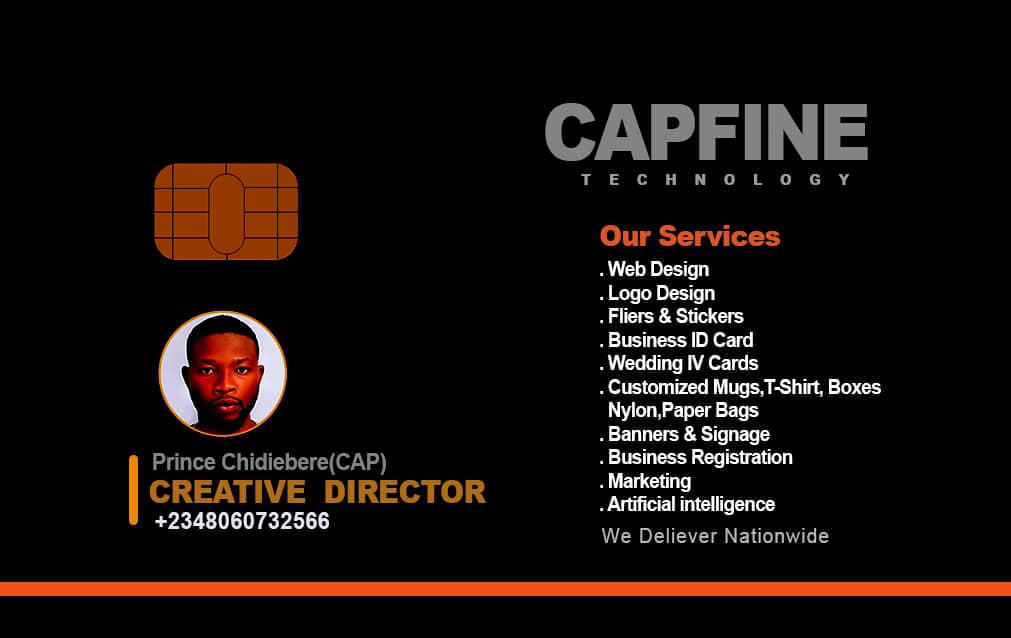 CAPFINE
TECHNOLOGY
Our Services
. Web Design
. Logo Design
. Fliers & Stickers
. Business ID Card
. Wedding IV Cards
. Customized Mugs,T-Shirt, Boxes
Nylon,Paper Bags
. Banners & Signage
. Business Registration
. Marketing
. Artificial intelligence
We Deliever Nationwide
Prince Chidiebere(CAP)
CREATIVE DIRECTOR
+2348060732566